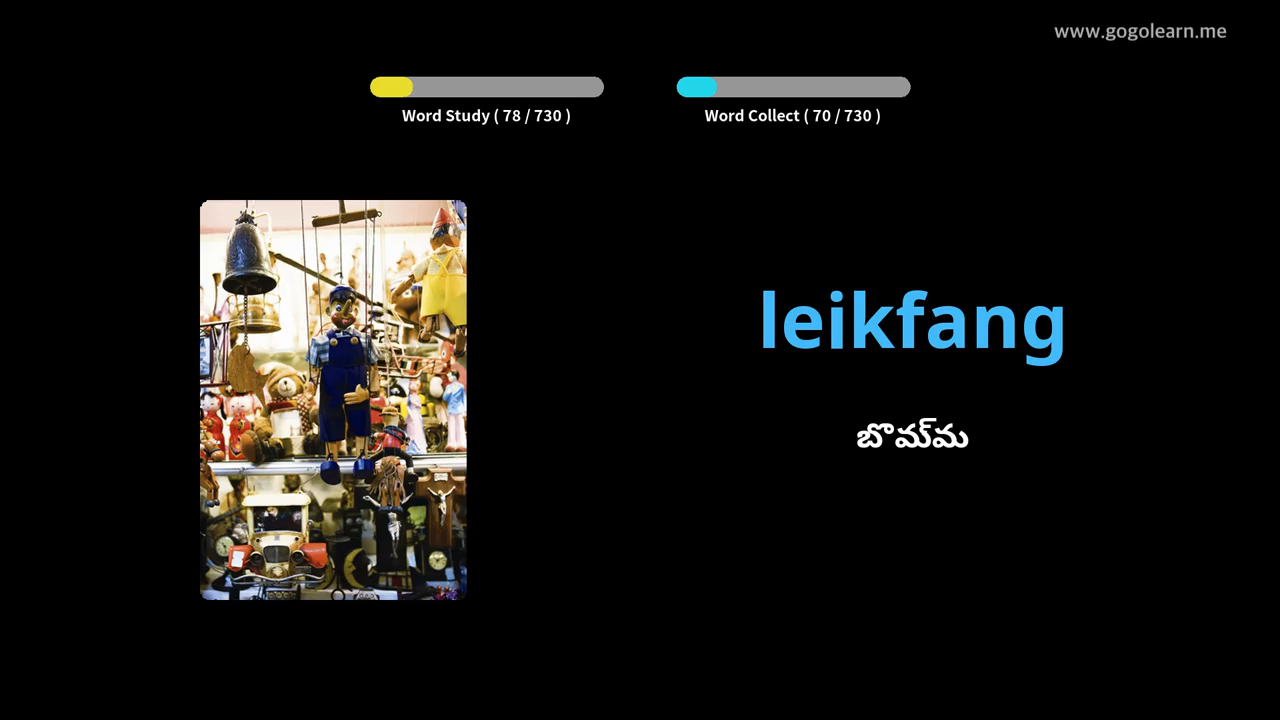 www.gogolearn.me
Word Study ( 78 / 730 )
Word Collect ( 70 / 730 )
leikfang
బొమ్మ